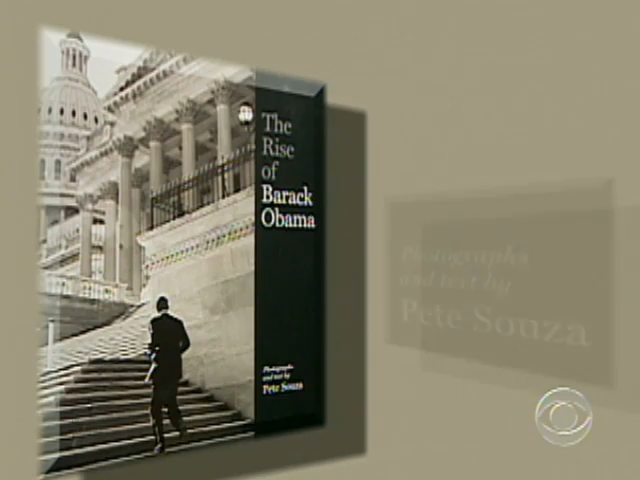 The
Rise
of
Barack
Obama
Photographs
and text by
Pete Souza
Photographs
and text by
Pete Souza